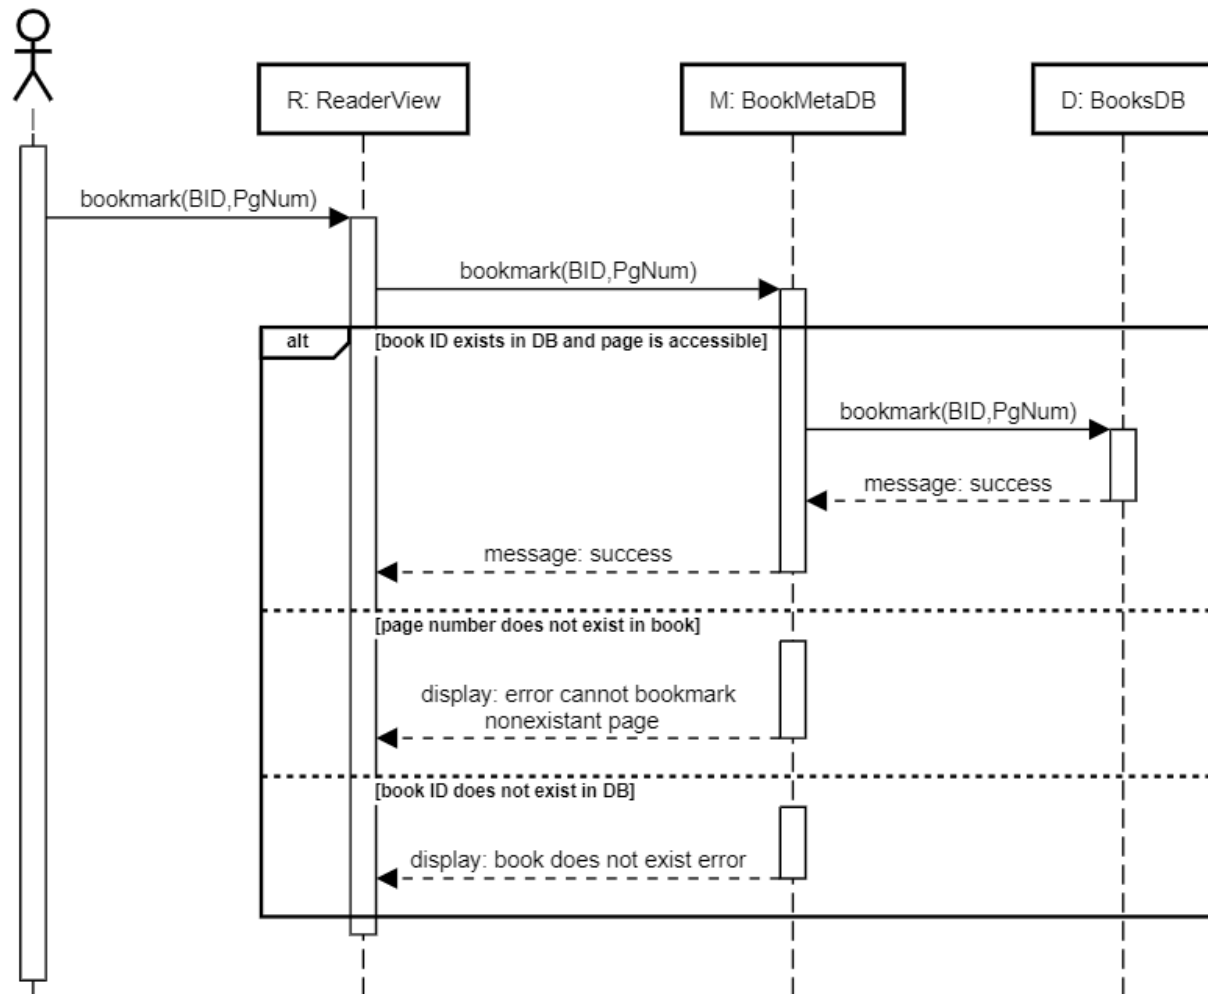 R: ReaderView
M: BookMetaDB
D: BooksDB
bookmark(BID,PgNum)
bookmark(BID,PgNum)
alt
[book ID exists in DB and page is accessible]
bookmark(BID,PgNum)
message: success
message: success
[page number does not exist in book]
display: error cannot bookmark
nonexistant page
[book ID does not exist in DB]
display: book does not exist error